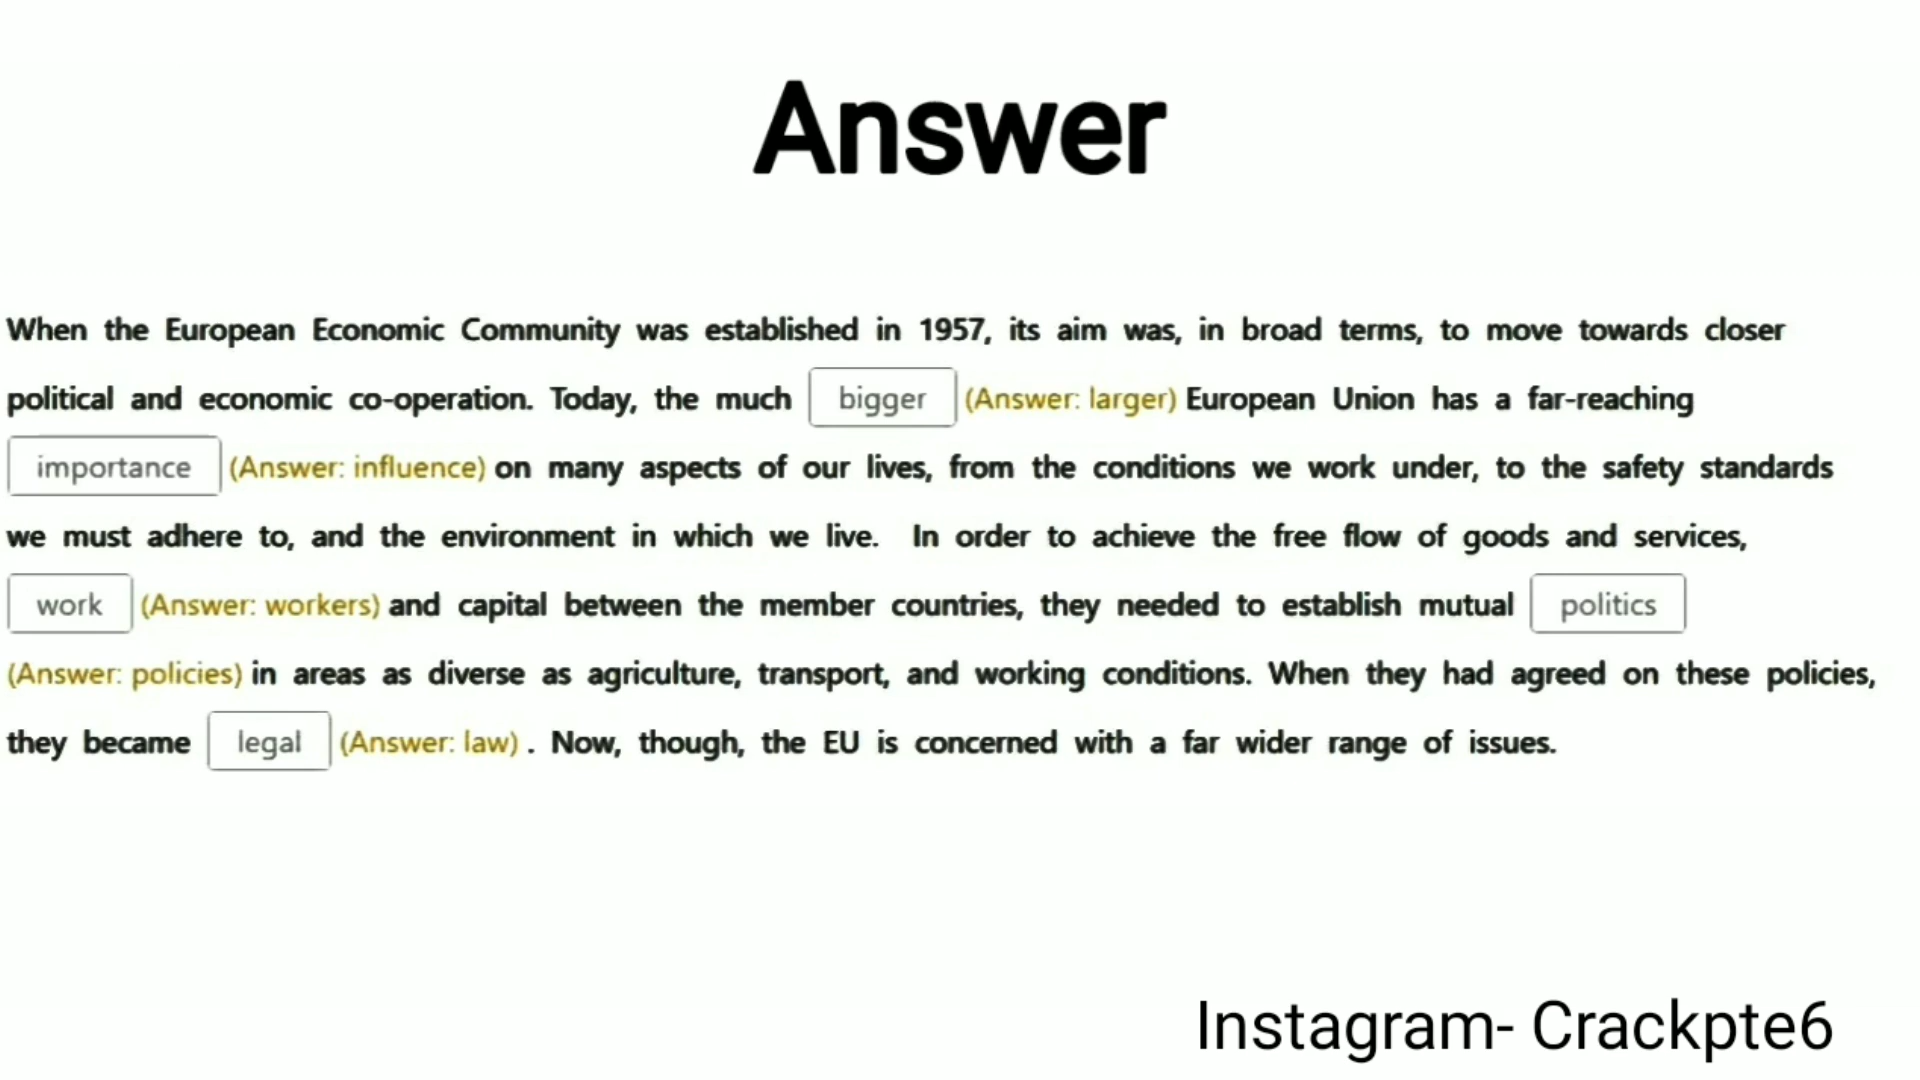 Answer
When the European Economic Community was established in 1957, its aim was, in broad terms, to move towards closer
political and economic co-operation. Today, the much bigger (Answer: larger) European Union has a far-reaching
importance (Answer: influence) on many aspects of our lives, from the conditions we work under, to the safety standards
we must adhere to, and the environment in which we live. In order to achieve the free flow of goods and services,
work (Answer: workers) and capital between the member countries, they needed to establish mutual politics
(Answer: policies) in areas as diverse as agriculture, transport, and working conditions. When they had agreed on these policies,
they became legal (Answer: law) . Now, though, the EU is concerned with a far wider range of issues.
Instagram- Crackpte6